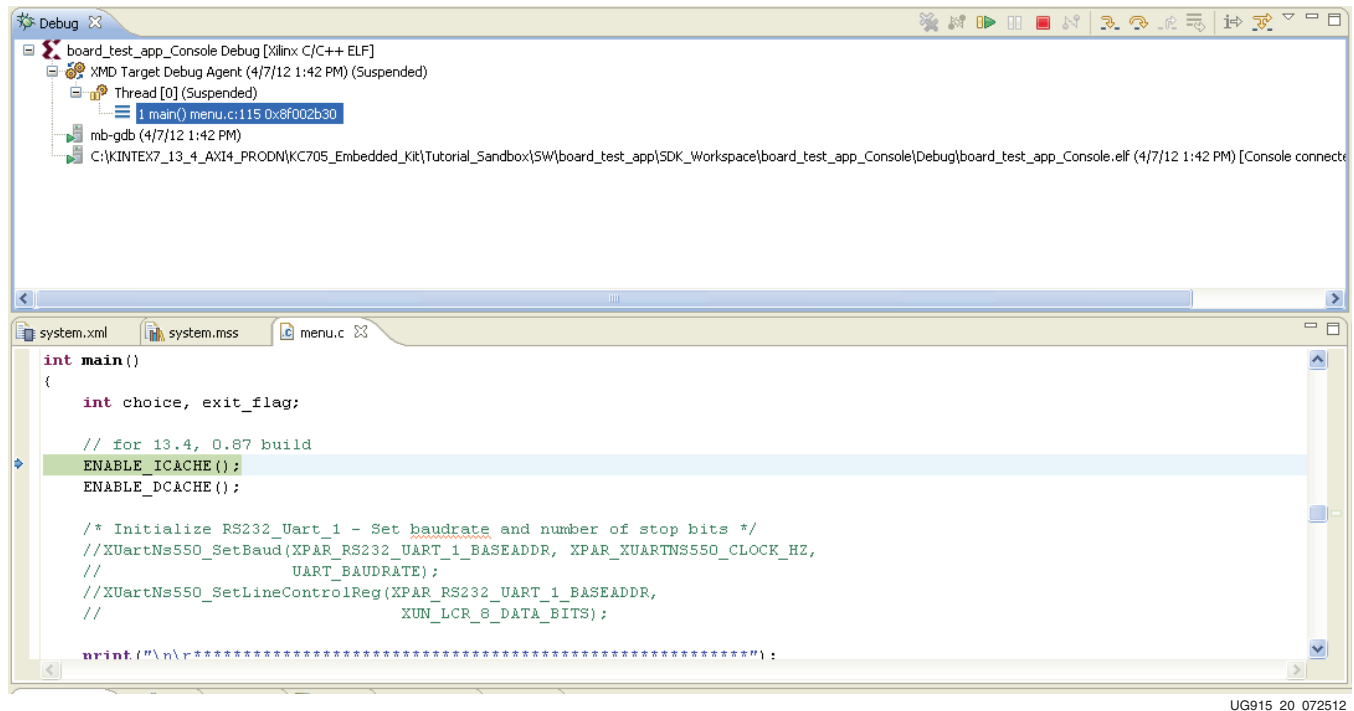 Debug
board_test_app_Console Debug [Xilinx C/C++ ELF]
XMD Target Debug Agent (4/7/12 1:42 PM) (Suspended)
Thread [0] (Suspended)
1 main() menu.c:115 0x8f002b30
mb-gdb (4/7/12 1:42 PM)
C:\KINTEX7_13_4_AXI4_PRODN\KC705_Embedded_Kit\Tutorial_Sandbox\SW\board_test_app\SDK_Workspace\board_test_app_Console\Debug\board_test_app_Console.elf (4/7/12 1:42 PM) [Console connecte
system.xml system.mss menu.c
int main()
{
int choice, exit_flag;
// for 13.4, 0.87 build
ENABLE_ICACHE();
ENABLE_DCACHE();
/* Initialize RS232_Uart_1 - Set baudrate and number of stop bits */
//XUartNs550_SetBaud(XPAR_RS232_UART_1_BASEADDR, XPAR_XUARTNS550_CLOCK_HZ,
// UART_BAUDRATE);
//XUartNs550_SetLineControlReg(XPAR_RS232_UART_1_BASEADDR,
// XUN_LCR_8_DATA_BITS);
print("\n\r********************************************************");
UG915_20_072512